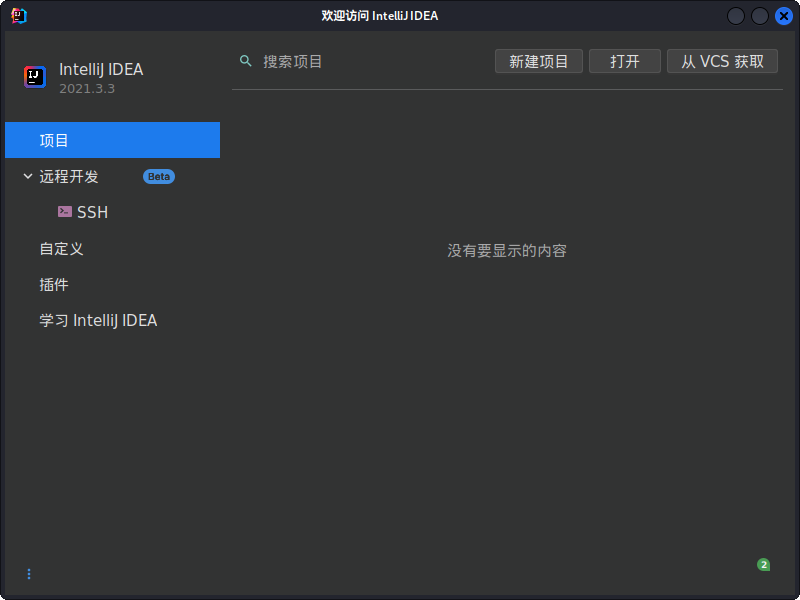 欢迎访问 IntelliJ IDEA
IntelliJ IDEA
2021.3.3
搜索项目
新建项目
打开
从 VCS 获取
项目
远程开发 Beta
SSH
自定义
插件
学习 IntelliJ IDEA
没有要显示的内容
2